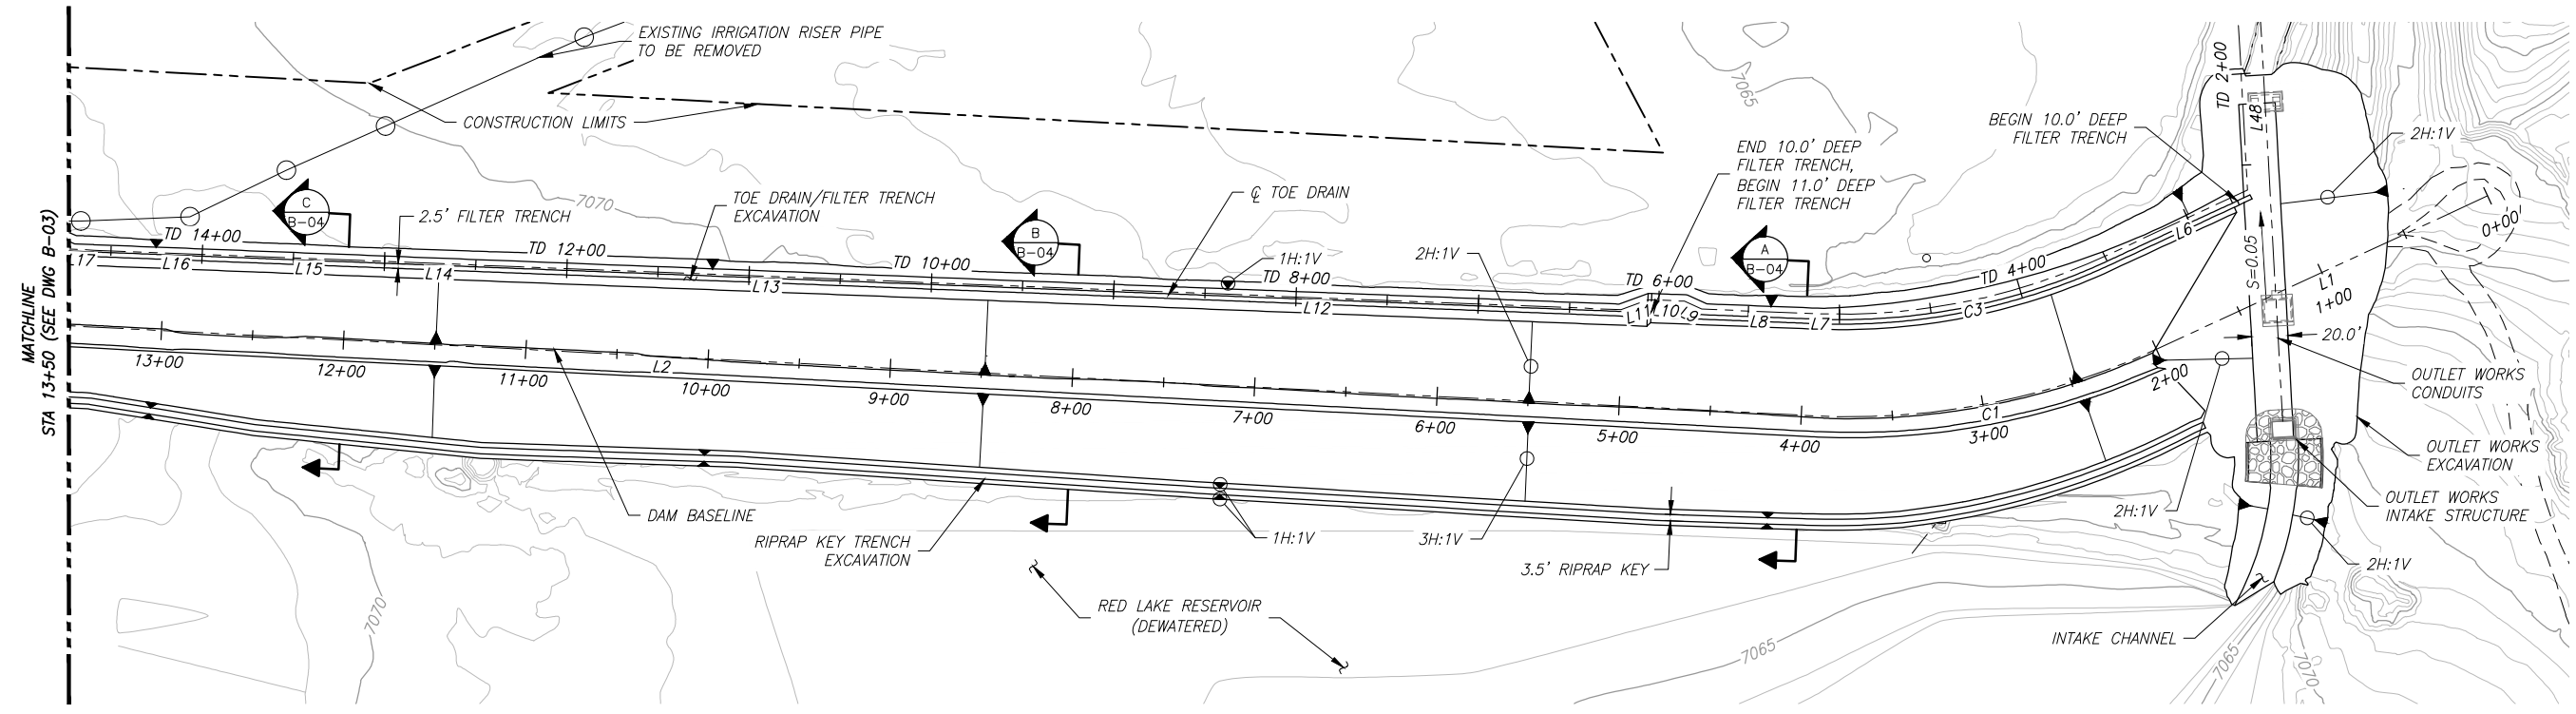 EXISTING IRRIGATION RISER PIPE
TO BE REMOVED
CONSTRUCTION LIMITS
7065
TD 2+00
L48
BEGIN 10.0' DEEP
FILTER TRENCH
2H:1V
END 10.0' DEEP
FILTER TRENCH,
BEGIN 11.0' DEEP
FILTER TRENCH
C
B-04
2.5' FILTER TRENCH
7070
TOE DRAIN/FILTER TRENCH
EXCAVATION
℄ TOE DRAIN
B
B-04
1H:1V
2H:1V
A
B-04
0+00
MATCHLINE
STA 13+50 (SEE DWG B-03)
TD 14+00
TD 12+00
TD 10+00
TD 8+00
TD 6+00
TD 4+00
L17
L16
L15
L14
L13
L12
L11
L10
L9
L8
L7
C3
L6
S=0.05
L1
1+00
20.0'
13+00
12+00
11+00
L2
10+00
9+00
8+00
7+00
6+00
5+00
4+00
C1
3+00
2+00
OUTLET WORKS
CONDUITS
OUTLET WORKS
EXCAVATION
OUTLET WORKS
INTAKE STRUCTURE
DAM BASELINE
RIPRAP KEY TRENCH
EXCAVATION
1H:1V
3H:1V
3.5' RIPRAP KEY
2H:1V
2H:1V
RED LAKE RESERVOIR
(DEWATERED)
INTAKE CHANNEL
7070
7065
7065
7070